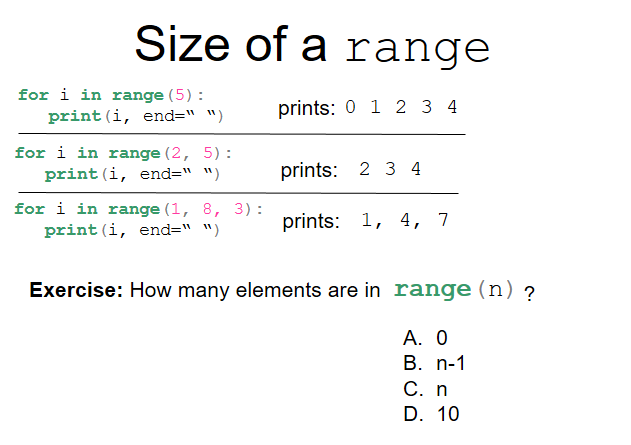 Size of a range
for i in range(5):
print(i, end=“ “)
prints: 0 1 2 3 4
for i in range(2, 5):
print(i, end=“ “)
prints: 2 3 4
for i in range(1, 8, 3):
print(i, end=“ “)
prints: 1, 4, 7
Exercise: How many elements are in range(n) ?
A. 0
B. n-1
C. n
D. 10